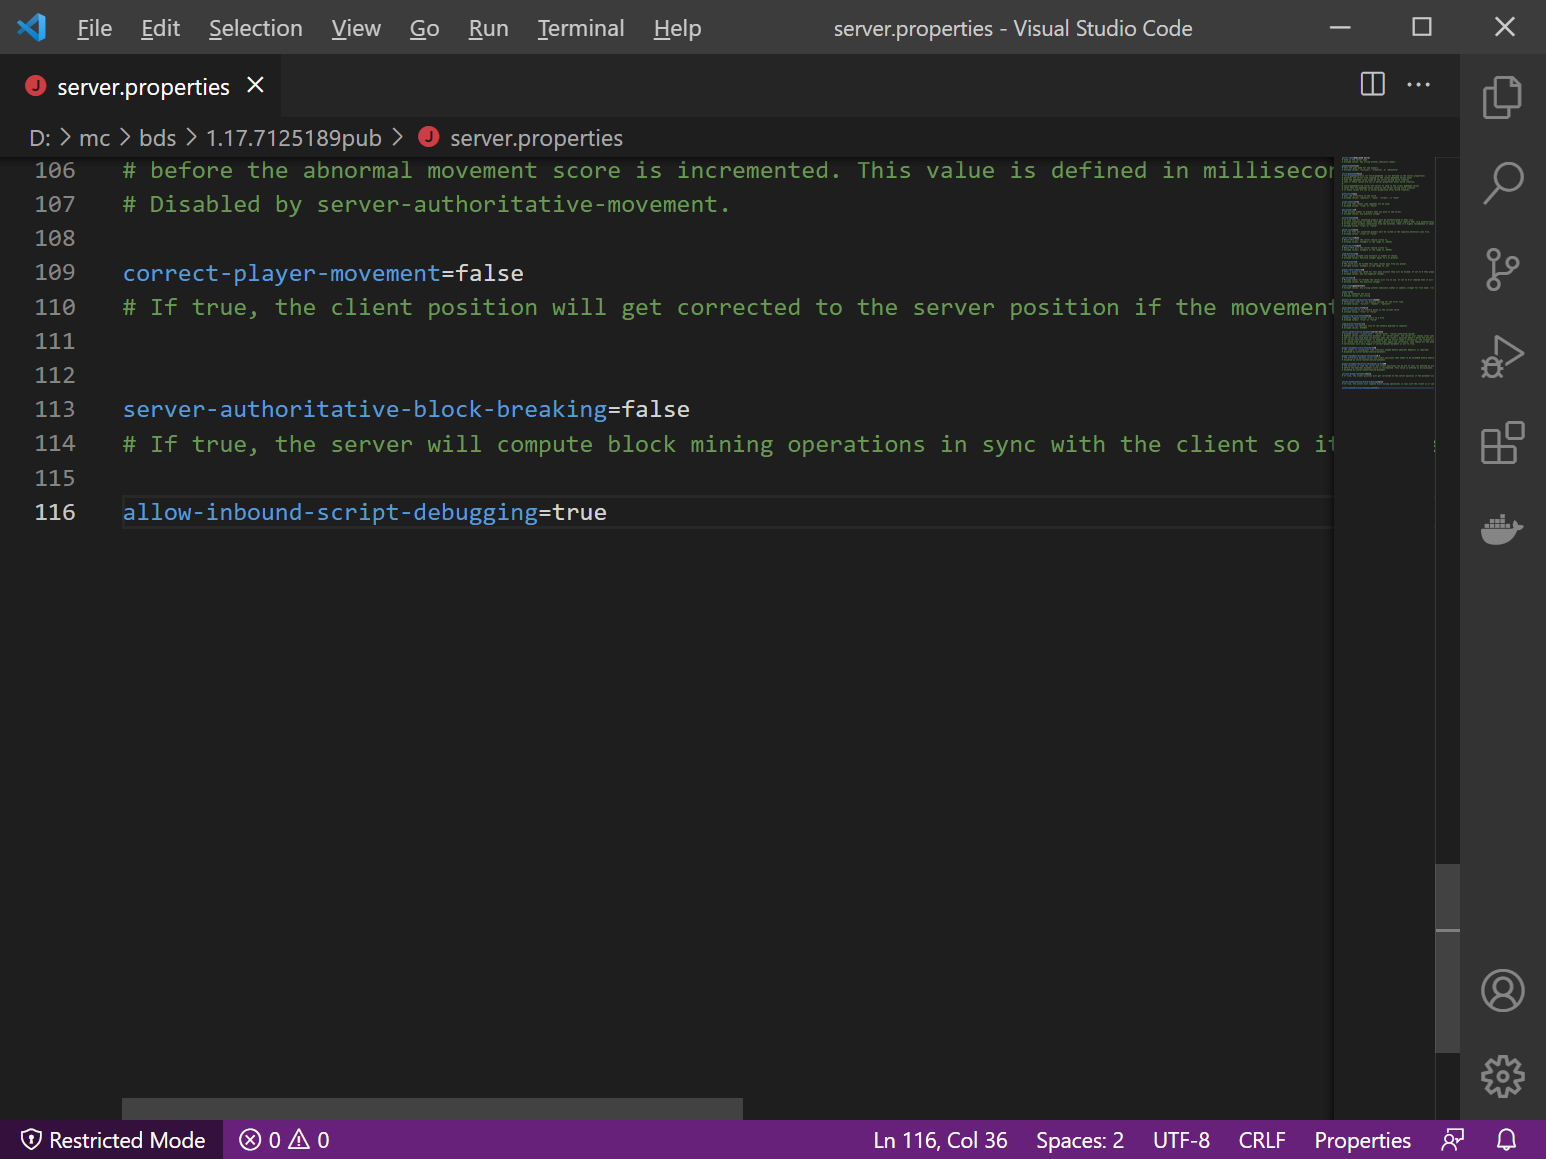 File Edit Selection View Go Run Terminal Help server.properties - Visual Studio Code
server.properties
D: > mc > bds > 1.17.7125189pub > server.properties
106 # before the abnormal movement score is incremented. This value is defined in millisecon
107 # Disabled by server-authoritative-movement.
108
109 correct-player-movement=false
110 # If true, the client position will get corrected to the server position if the movement
111
112
113 server-authoritative-block-breaking=false
114 # If true, the server will compute block mining operations in sync with the client so it
115
116 allow-inbound-script-debugging=true
Restricted Mode 0 0 Ln 116, Col 36 Spaces: 2 UTF-8 CRLF Properties